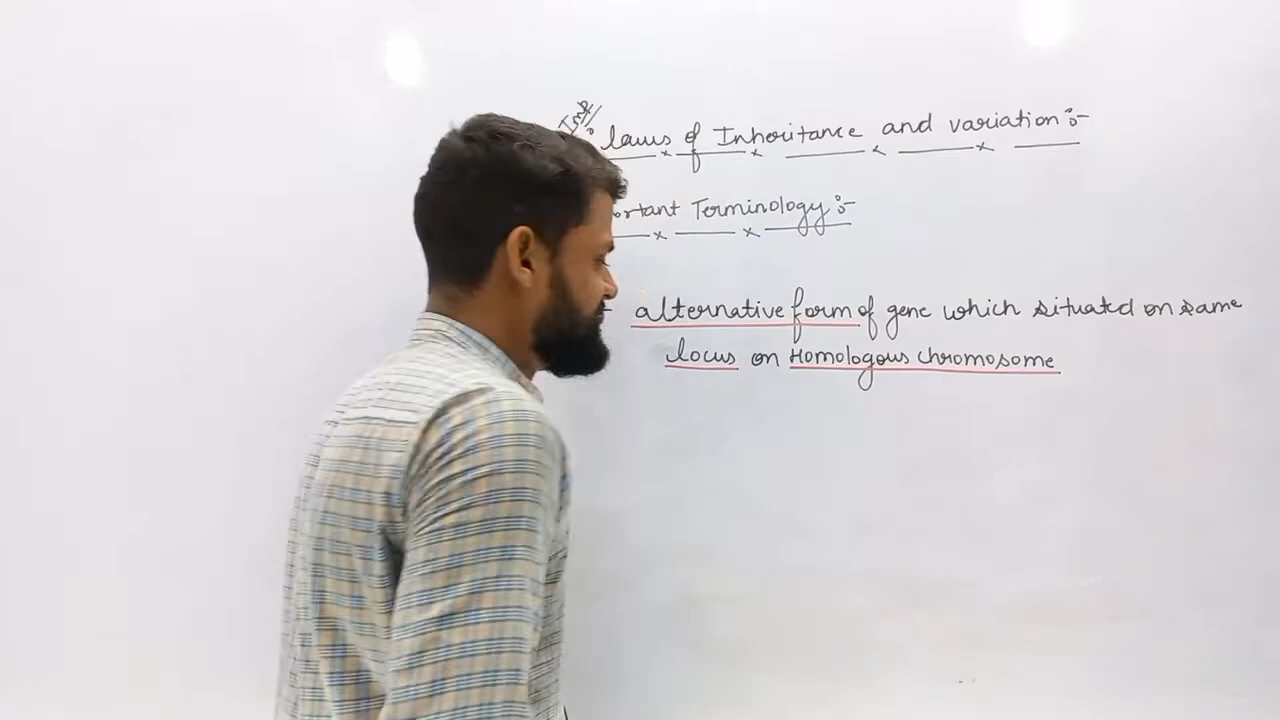 Imp
laws of Inheritance and variation :-
ortant Terminology :-
alternative form of gene which situated on same
locus on Homologous chromosome